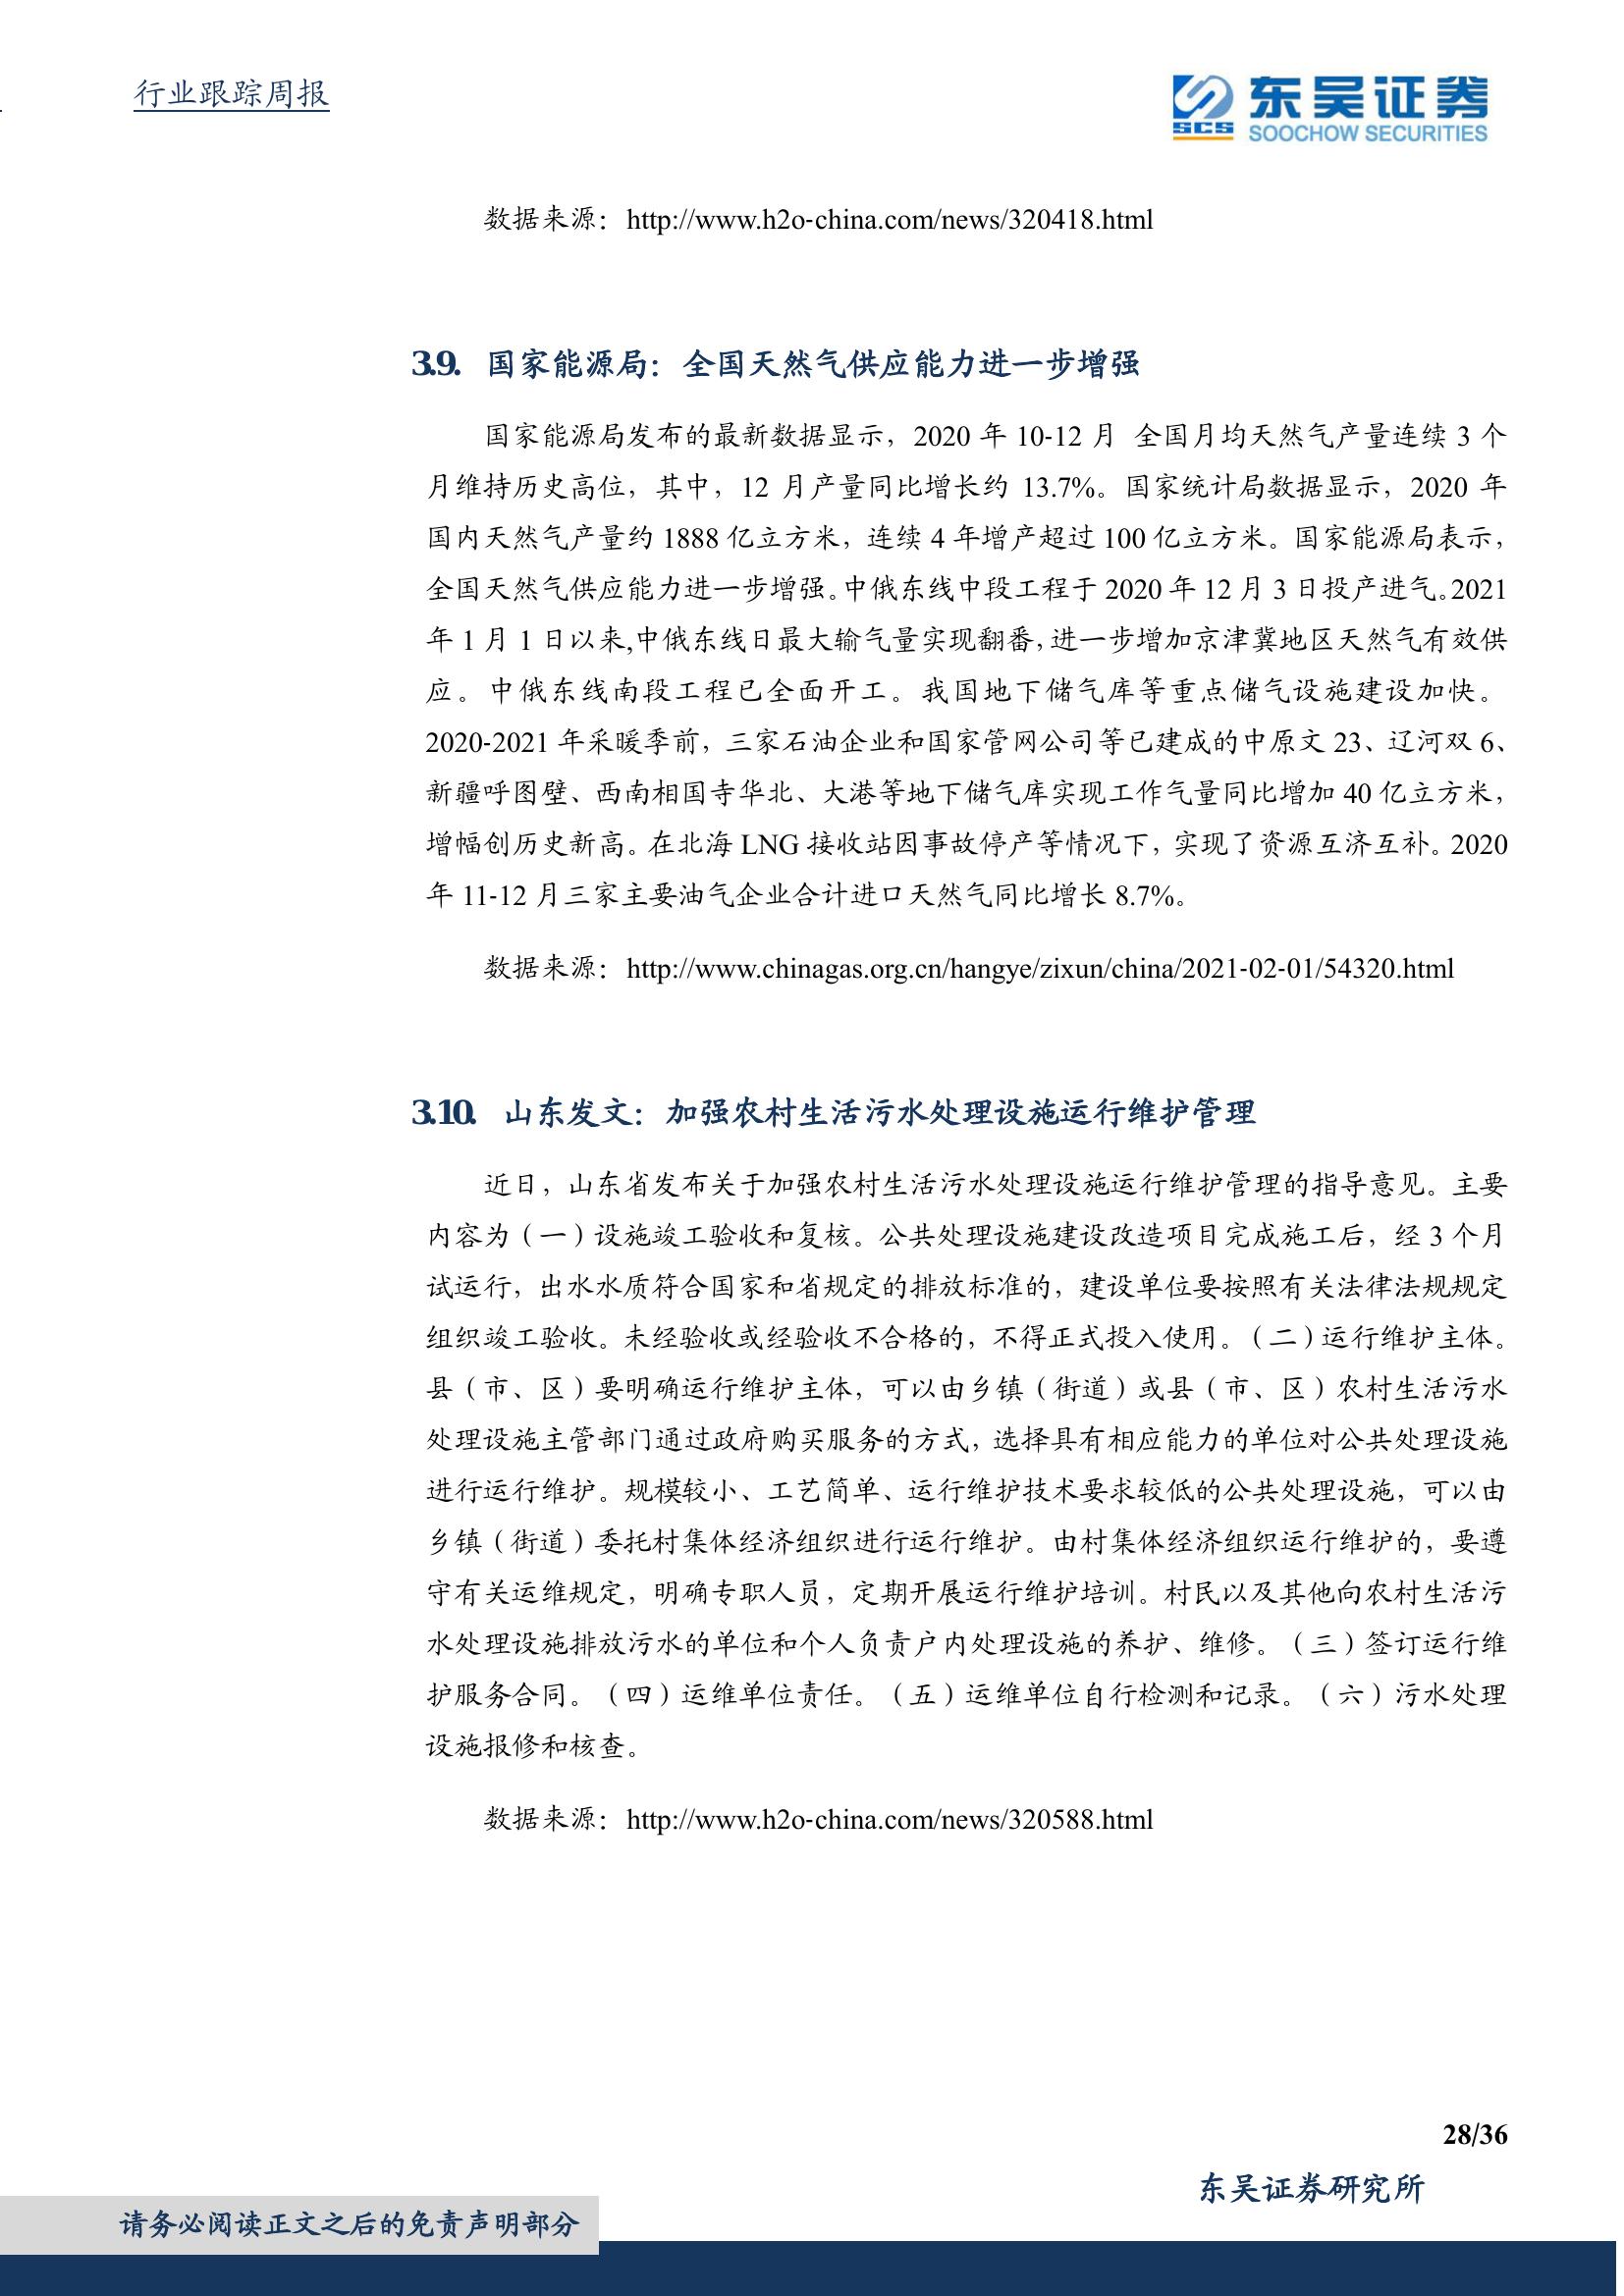 行业跟踪周报
SCS
东吴证券
SOOCHOW SECURITIES
数据来源：http://www.h2o-china.com/news/320418.html
3.9. 国家能源局：全国天然气供应能力进一步增强
国家能源局发布的最新数据显示，2020 年 10-12 月 全国月均天然气产量连续 3 个
月维持历史高位，其中，12 月产量同比增长约 13.7%。国家统计局数据显示，2020 年
国内天然气产量约 1888 亿立方米，连续 4 年增产超过 100 亿立方米。国家能源局表示，
全国天然气供应能力进一步增强。中俄东线中段工程于 2020 年 12 月 3 日投产进气。2021
年 1 月 1 日以来,中俄东线日最大输气量实现翻番，进一步增加京津冀地区天然气有效供
应。中俄东线南段工程已全面开工。我国地下储气库等重点储气设施建设加快。
2020-2021 年采暖季前，三家石油企业和国家管网公司等已建成的中原文 23、辽河双 6、
新疆呼图壁、西南相国寺华北、大港等地下储气库实现工作气量同比增加 40 亿立方米，
增幅创历史新高。在北海 LNG 接收站因事故停产等情况下，实现了资源互济互补。2020
年 11-12 月三家主要油气企业合计进口天然气同比增长 8.7%。
数据来源：http://www.chinagas.org.cn/hangye/zixun/china/2021-02-01/54320.html
3.10. 山东发文：加强农村生活污水处理设施运行维护管理
近日，山东省发布关于加强农村生活污水处理设施运行维护管理的指导意见。主要
内容为（一）设施竣工验收和复核。公共处理设施建设改造项目完成施工后，经 3 个月
试运行，出水水质符合国家和省规定的排放标准的，建设单位要按照有关法律法规规定
组织竣工验收。未经验收或经验收不合格的，不得正式投入使用。（二）运行维护主体。
县（市、区）要明确运行维护主体，可以由乡镇（街道）或县（市、区）农村生活污水
处理设施主管部门通过政府购买服务的方式，选择具有相应能力的单位对公共处理设施
进行运行维护。规模较小、工艺简单、运行维护技术要求较低的公共处理设施，可以由
乡镇（街道）委托村集体经济组织进行运行维护。由村集体经济组织运行维护的，要遵
守有关运维规定，明确专职人员，定期开展运行维护培训。村民以及其他向农村生活污
水处理设施排放污水的单位和个人负责户内处理设施的养护、维修。（三）签订运行维
护服务合同。（四）运维单位责任。（五）运维单位自行检测和记录。（六）污水处理
设施报修和核查。
数据来源：http://www.h2o-china.com/news/320588.html
28/36
东吴证券研究所
请务必阅读正文之后的免责声明部分